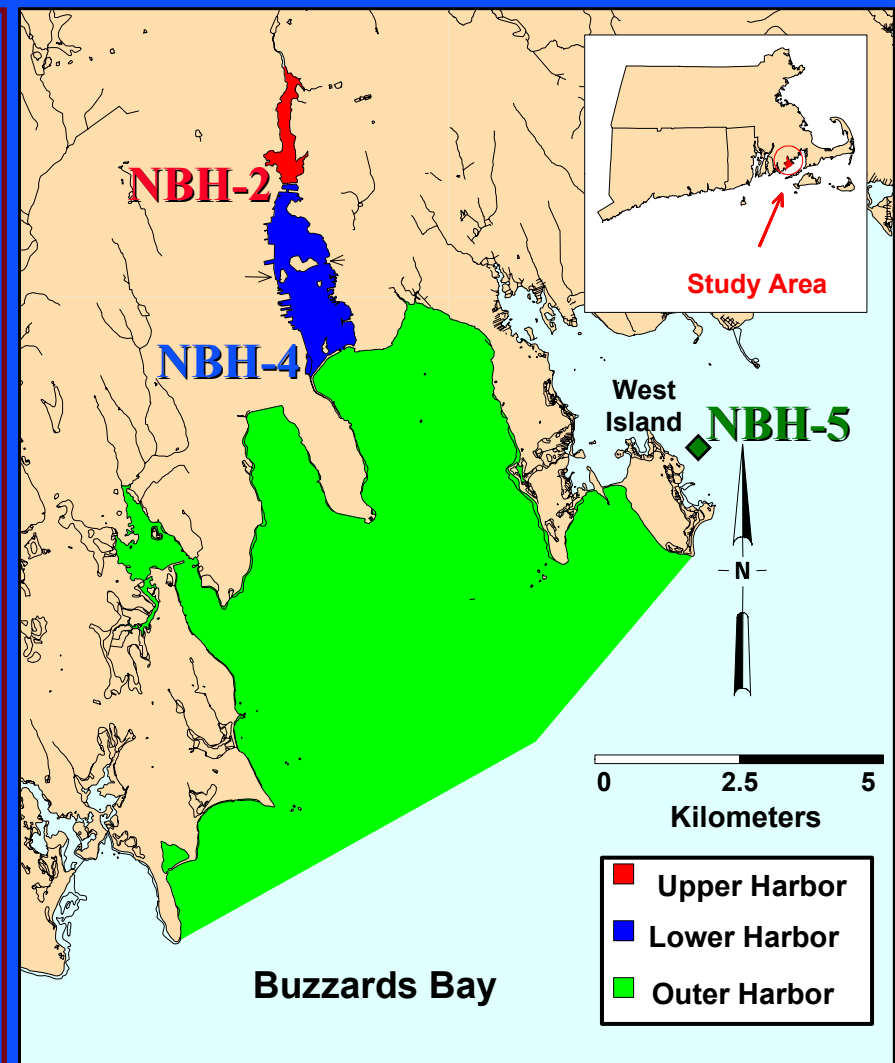 NBH-2
Study Area
NBH-4
West
Island
NBH-5
N
0 2.5 5
Kilometers
Upper Harbor
Lower Harbor
Outer Harbor
Buzzards Bay